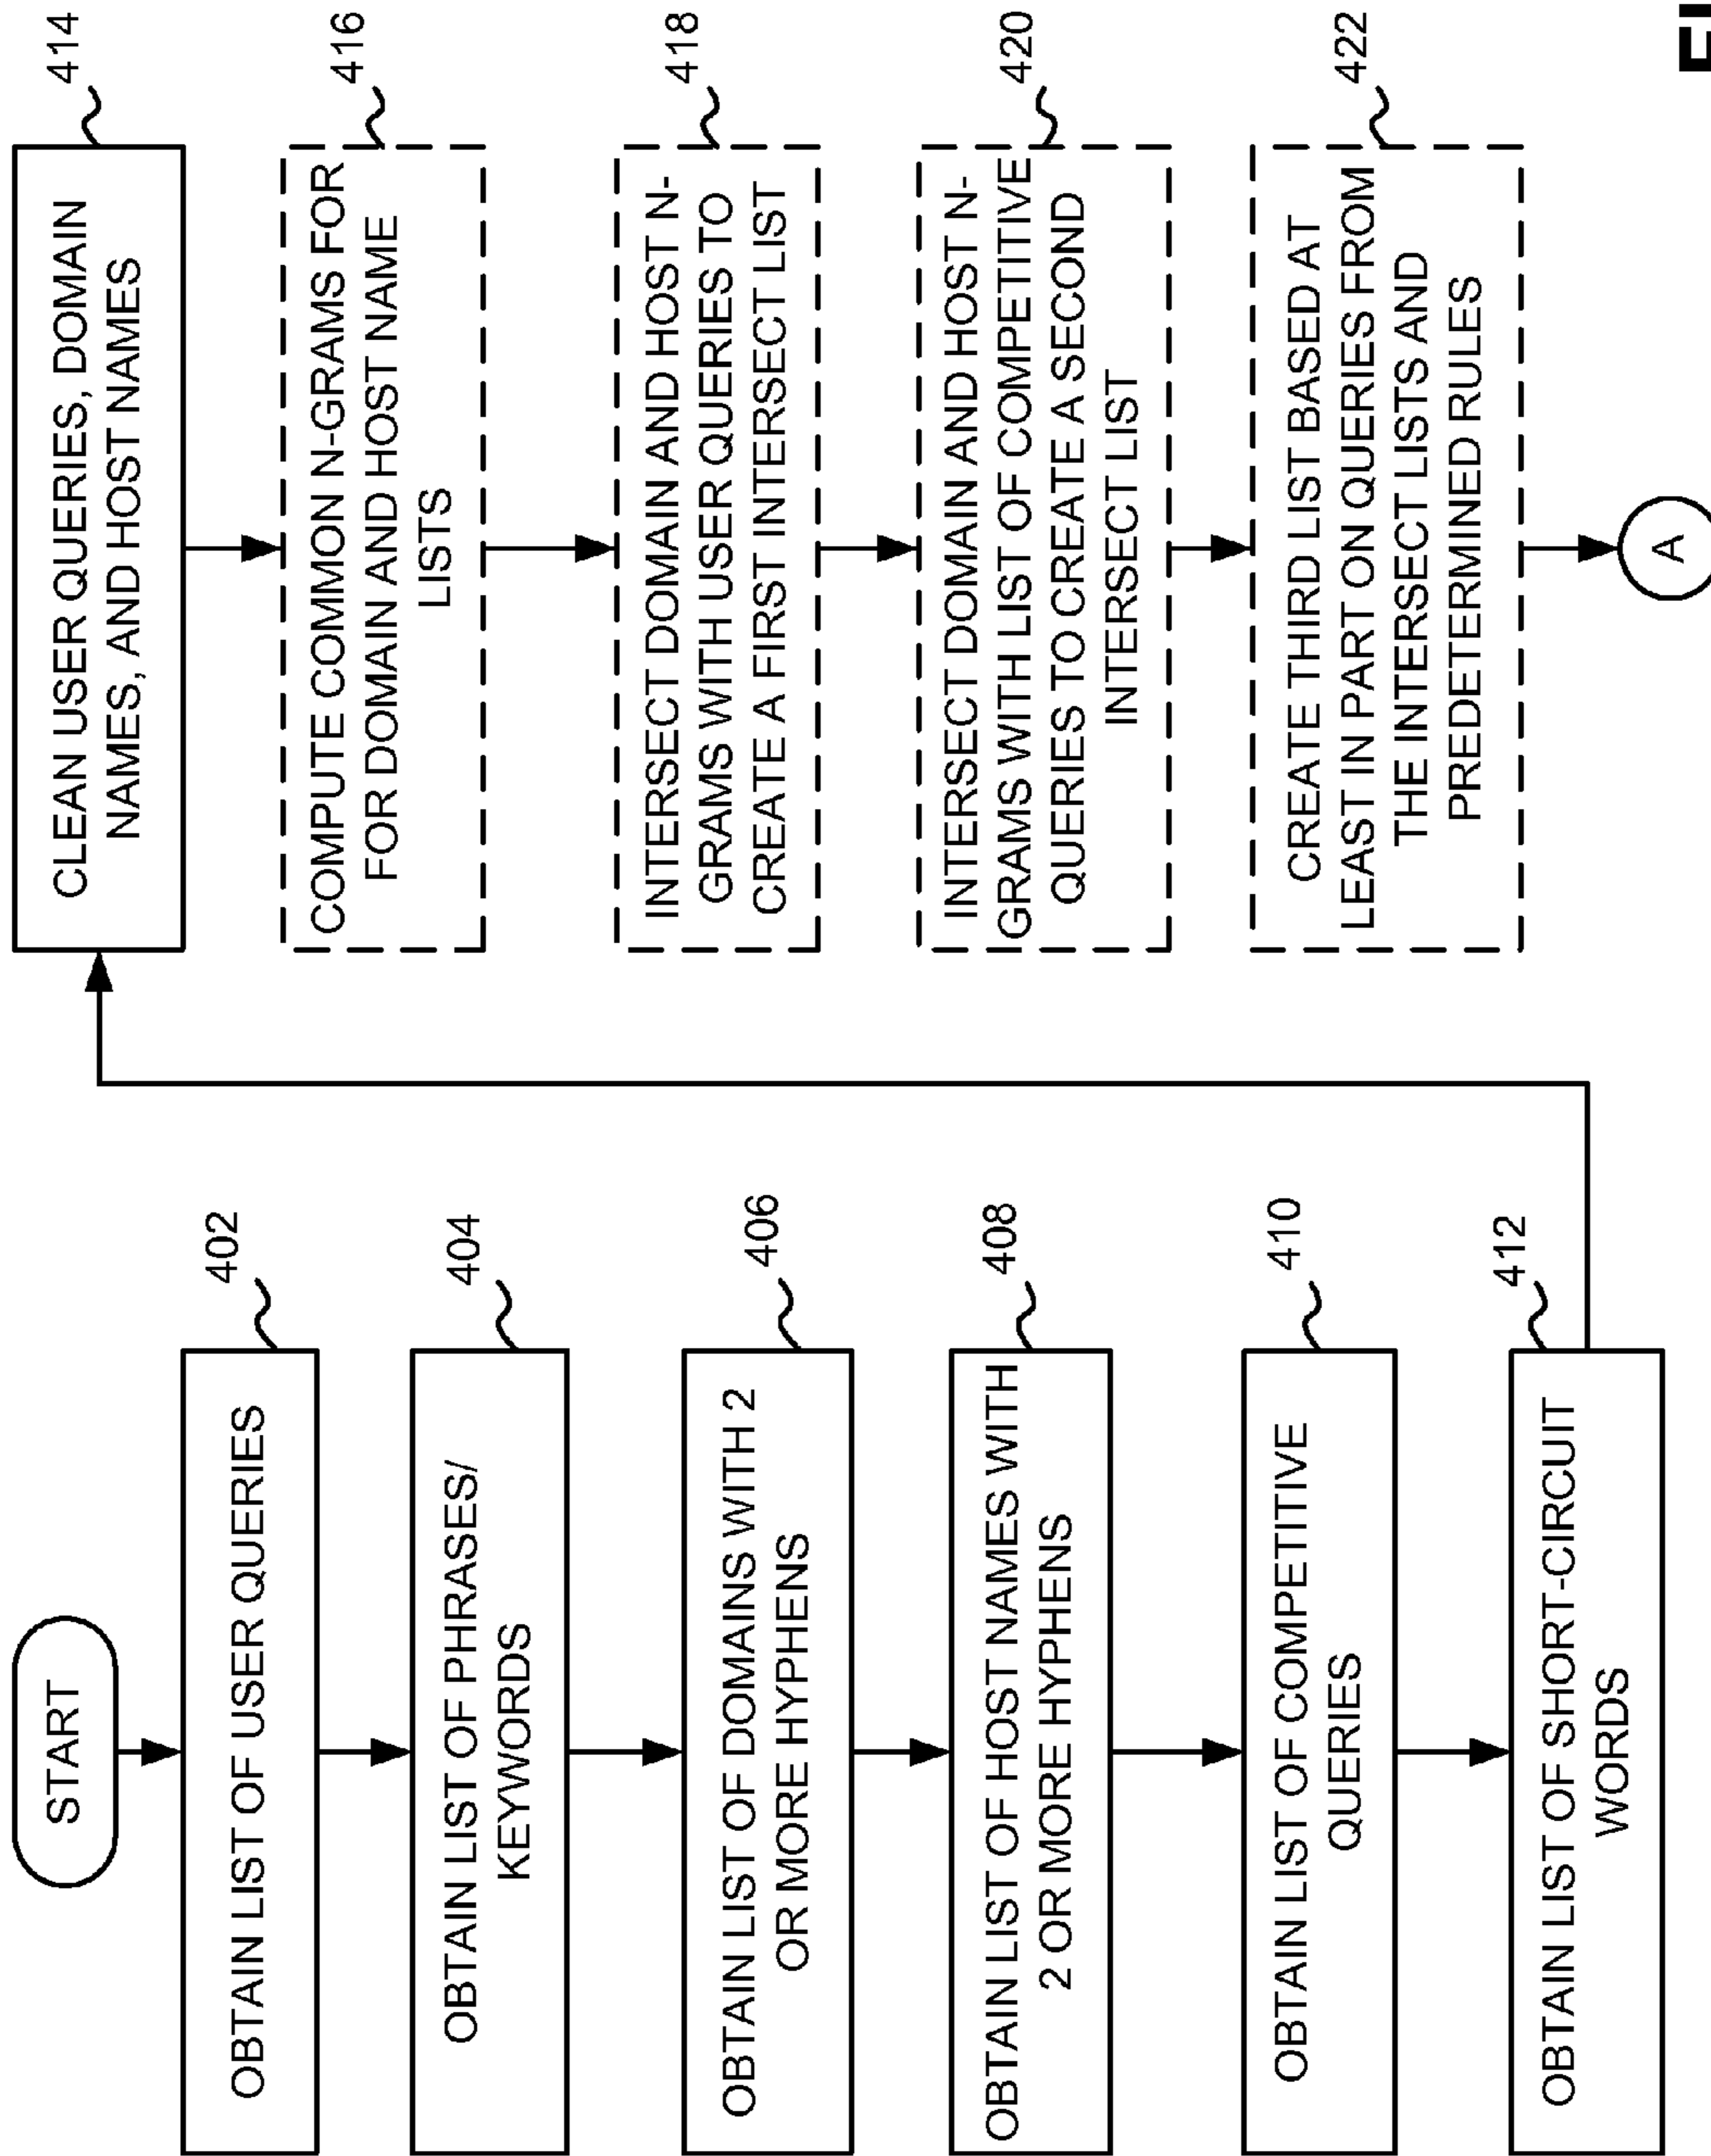 START
402
OBTAIN LIST OF USER QUERIES
404
OBTAIN LIST OF PHRASES/
KEYWORDS
406
OBTAIN LIST OF DOMAINS WITH 2
OR MORE HYPHENS
408
OBTAIN LIST OF HOST NAMES WITH
2 OR MORE HYPHENS
410
OBTAIN LIST OF COMPETITIVE
QUERIES
412
OBTAIN LIST OF SHORT-CIRCUIT
WORDS
414
CLEAN USER QUERIES, DOMAIN
NAMES, AND HOST NAMES
416
COMPUTE COMMON N-GRAMS FOR
FOR DOMAIN AND HOST NAME
LISTS
418
INTERSECT DOMAIN AND HOST N-
GRAMS WITH USER QUERIES TO
CREATE A FIRST INTERSECT LIST
420
INTERSECT DOMAIN AND HOST N-
GRAMS WITH LIST OF COMPETITIVE
QUERIES TO CREATE A SECOND
INTERSECT LIST
422
CREATE THIRD LIST BASED AT
LEAST IN PART ON QUERIES FROM
THE INTERSECT LISTS AND
PREDETERMINED RULES
A